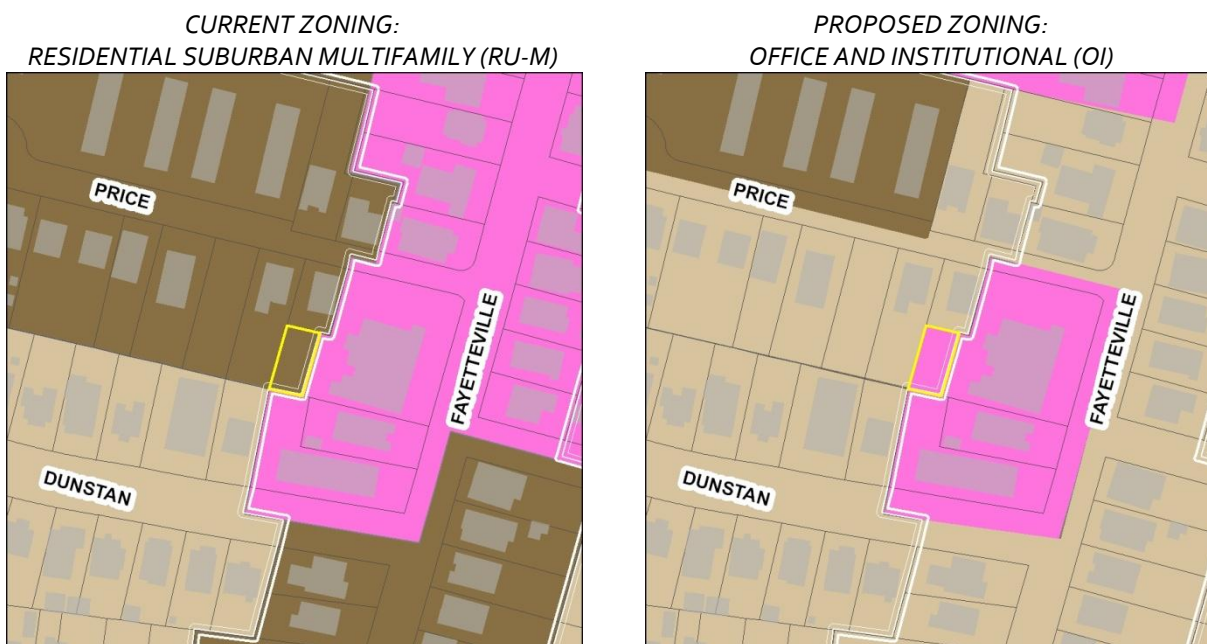 CURRENT ZONING:
RESIDENTIAL SUBURBAN MULTIFAMILY (RU-M)
PRICE
FAYETTEVILLE
DUNSTAN
PROPOSED ZONING:
OFFICE AND INSTITUTIONAL (OI)
PRICE
FAYETTEVILLE
DUNSTAN